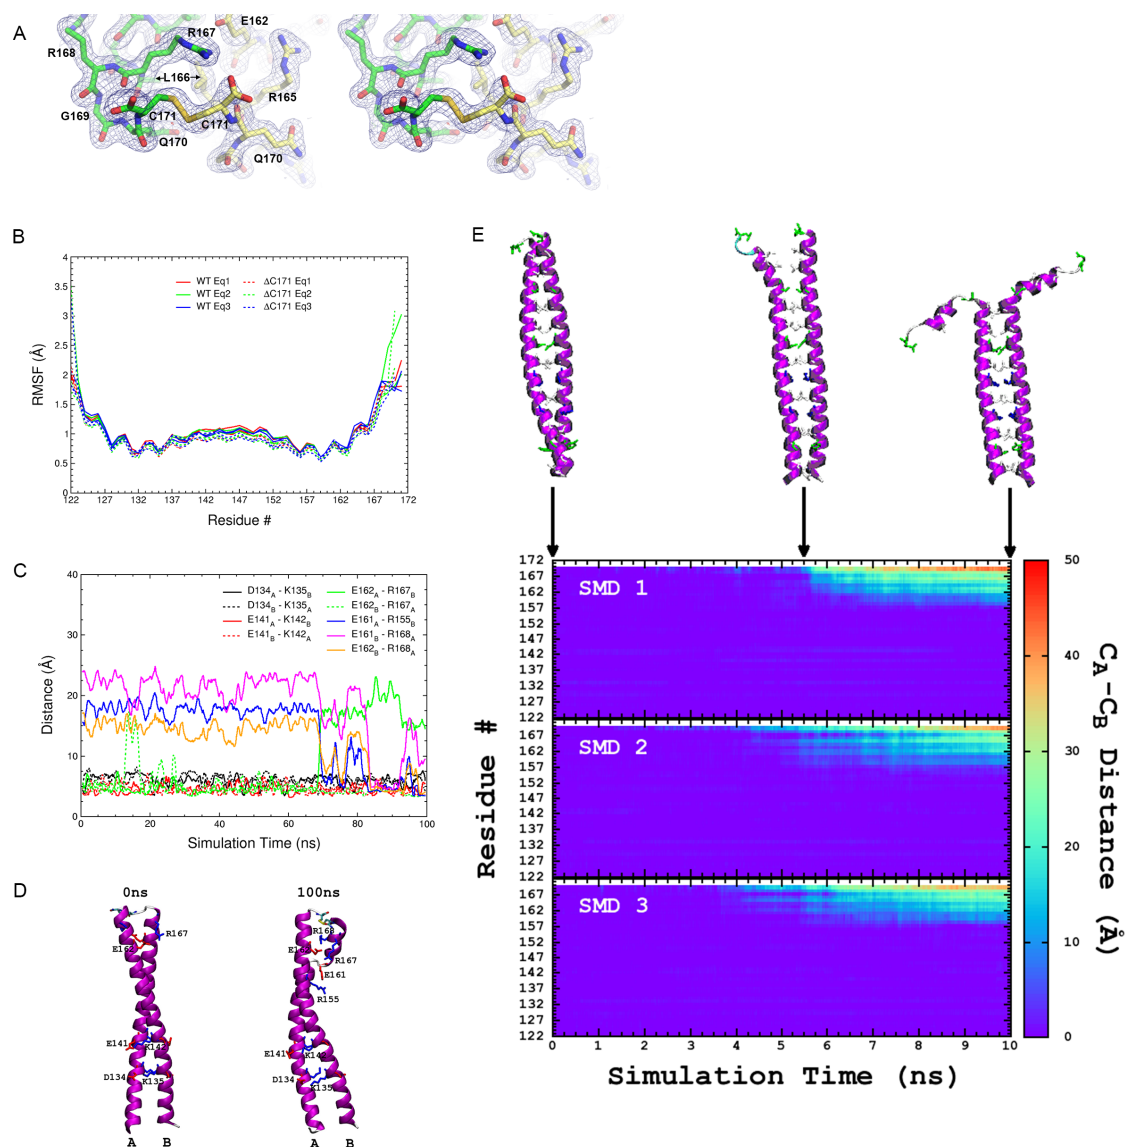 A
E162
R167
R168
L166
R165
G169
C171
C171
Q170
Q170
B
4
3.5
3
2.5
2
1.5
1
0.5
0
RMSF (Å)
WT Eq1
ΔC171 Eq1
WT Eq2
ΔC171 Eq2
WT Eq3
ΔC171 Eq3
122 127 132 137 142 147 152 157 162 167 172
Residue #
C
40
30
20
10
0
Distance (Å)
D134A - K135B
E162A - R167B
D134B - K135A
E162B - R167A
E141A - K142B
E161A - R155B
E141B - K142A
E161B - R168A
E162B - R168A
0 20 40 60 80 100
Simulation Time (ns)
D
0ns
100ns
R167
E162
E141
K142
D134
K135
A B
R168
E162
R167
E161
R155
E141
K142
D134
K135
A B
E
SMD 1
172
167
162
157
152
147
142
137
132
127
122
SMD 2
167
162
157
152
147
142
137
132
127
122
SMD 3
167
162
157
152
147
142
137
132
127
122
Residue #
0 1 2 3 4 5 6 7 8 9 10
Simulation Time (ns)
50
40
30
20
10
0
CA-CB Distance (Å)